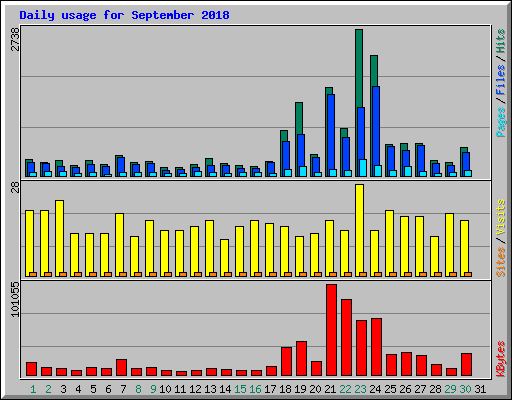 Daily usage for September 2018
2738
Pages / Files / Hits
28
Sites / Visits
101055
KBytes
1 2 3 4 5 6 7 8 9 10 11 12 13 14 15 16 17 18 19 20 21 22 23 24 25 26 27 28 29 30 31